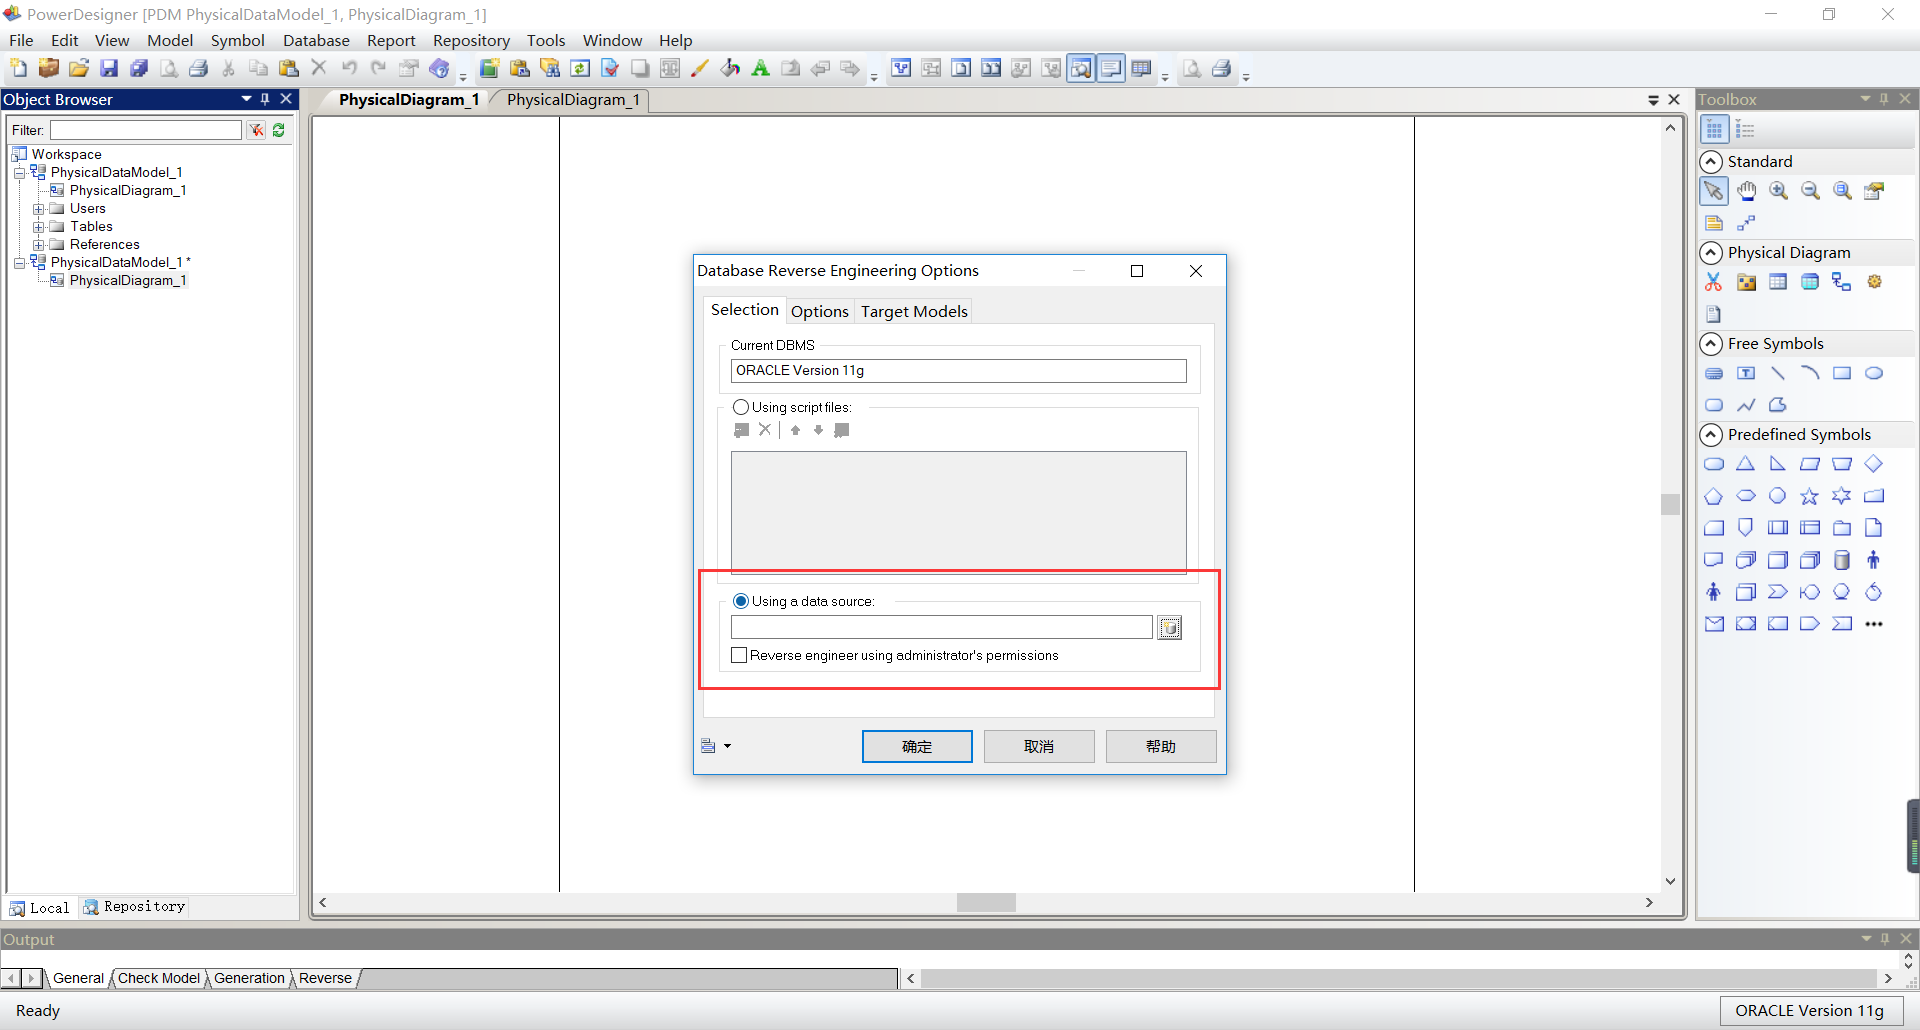 PowerDesigner [PDM PhysicalDataModel_1, PhysicalDiagram_1]
File Edit View Model Symbol Database Report Repository Tools Window Help
Object Browser
PhysicalDiagram_1 PhysicalDiagram_1
Toolbox
Filter:
Workspace
PhysicalDataModel_1
PhysicalDiagram_1
Users
Tables
References
PhysicalDataModel_1 *
PhysicalDiagram_1
Local Repository
Database Reverse Engineering Options
Selection Options Target Models
Current DBMS
ORACLE Version 11g
Using script files:
Using a data source:
Reverse engineer using administrator's permissions
确定 取消 帮助
Standard
Physical Diagram
Free Symbols
Predefined Symbols
Output
General Check Model Generation Reverse
Ready
ORACLE Version 11g